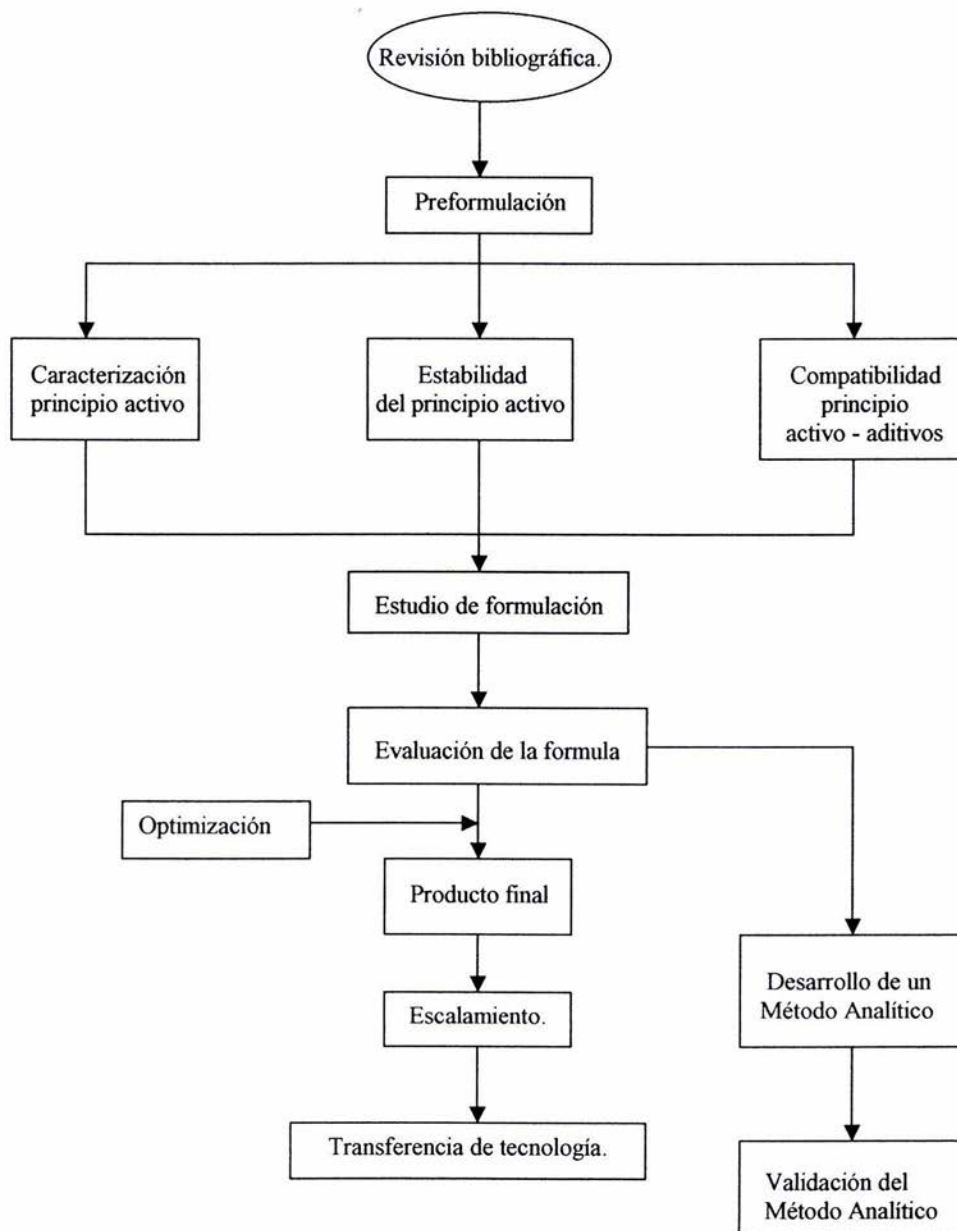 Revisión bibliográfica.
Preformulación
Caracterización
principio activo
Estabilidad
del principio activo
Compatibilidad
principio
activo - aditivos
Estudio de formulación
Evaluación de la formula
Optimización
Producto final
Escalamiento.
Transferencia de tecnología.
Desarrollo de un
Método Analítico
Validación del
Método Analítico